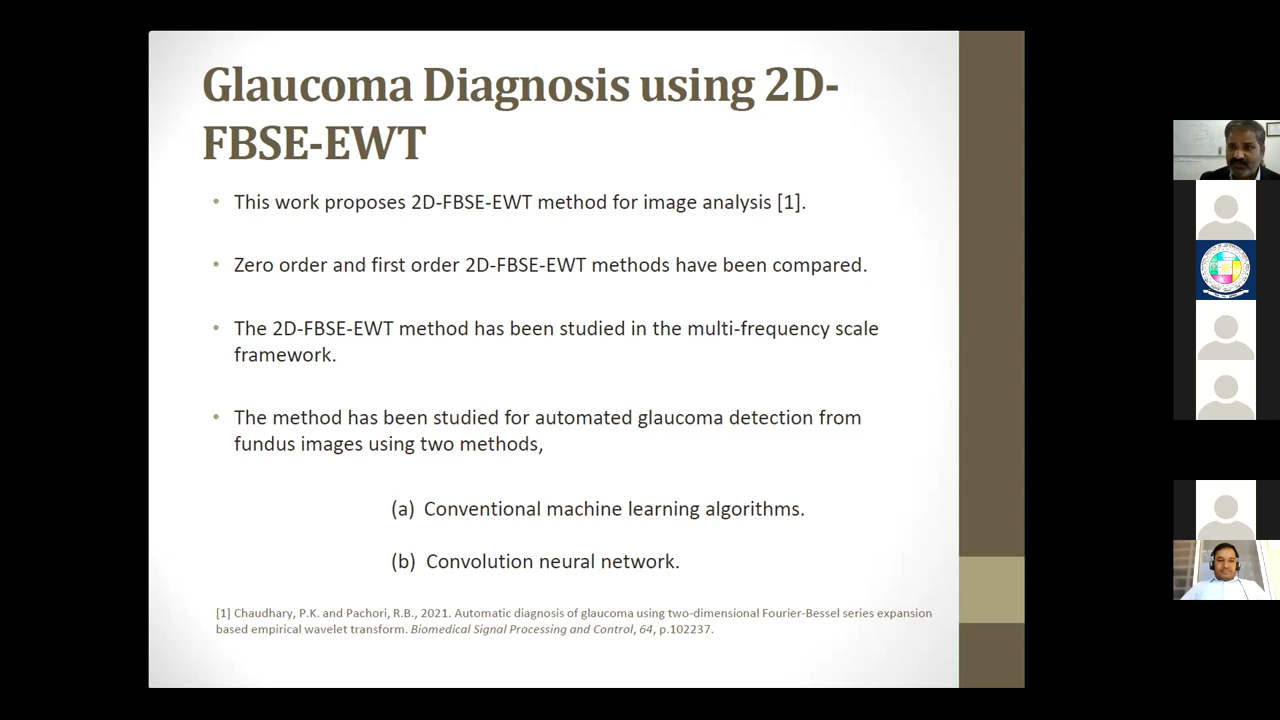 Glaucoma Diagnosis using 2D-
FBSE-EWT
• This work proposes 2D-FBSE-EWT method for image analysis [1].
• Zero order and first order 2D-FBSE-EWT methods have been compared.
• The 2D-FBSE-EWT method has been studied in the multi-frequency scale
framework.
• The method has been studied for automated glaucoma detection from
fundus images using two methods,
(a) Conventional machine learning algorithms.
(b) Convolution neural network.
[1] Chaudhary, P.K. and Pachori, R.B., 2021. Automatic diagnosis of glaucoma using two-dimensional Fourier-Bessel series expansion
based empirical wavelet transform. Biomedical Signal Processing and Control, 64, p.102237.